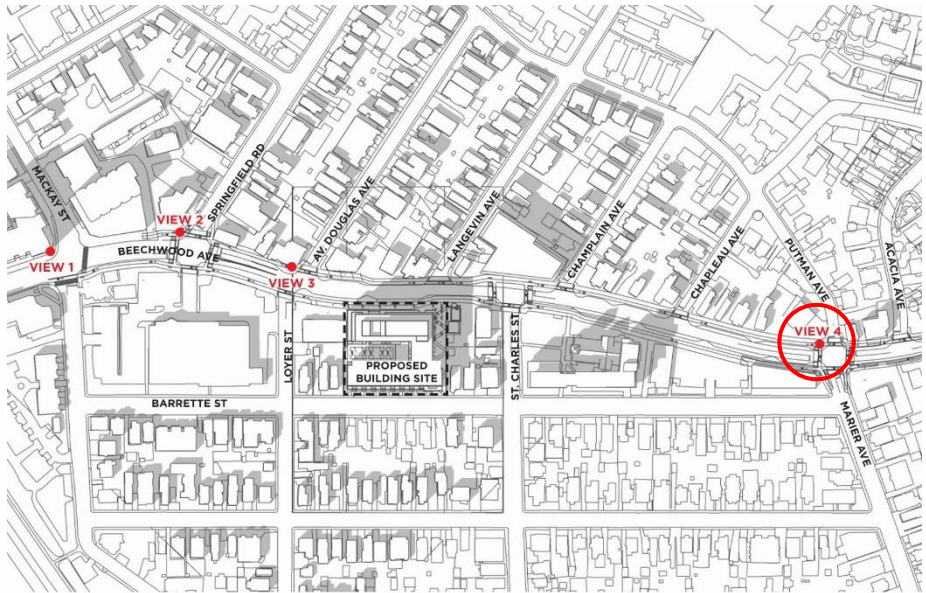 MACKAY ST
VIEW 1
VIEW 2
SPRINGFIELD RD
BEECHWOOD AVE
VIEW 3
AV. DOUGLAS AVE
LANGEVIN AVE
CHAMPLAIN AVE
CHAPLEAU AVE
PUTMAN AVE
ACACIA AVE
VIEW 4
LOYER ST
PROPOSED
BUILDING SITE
ST. CHARLES ST
BARRETTE ST
MARIER AVE